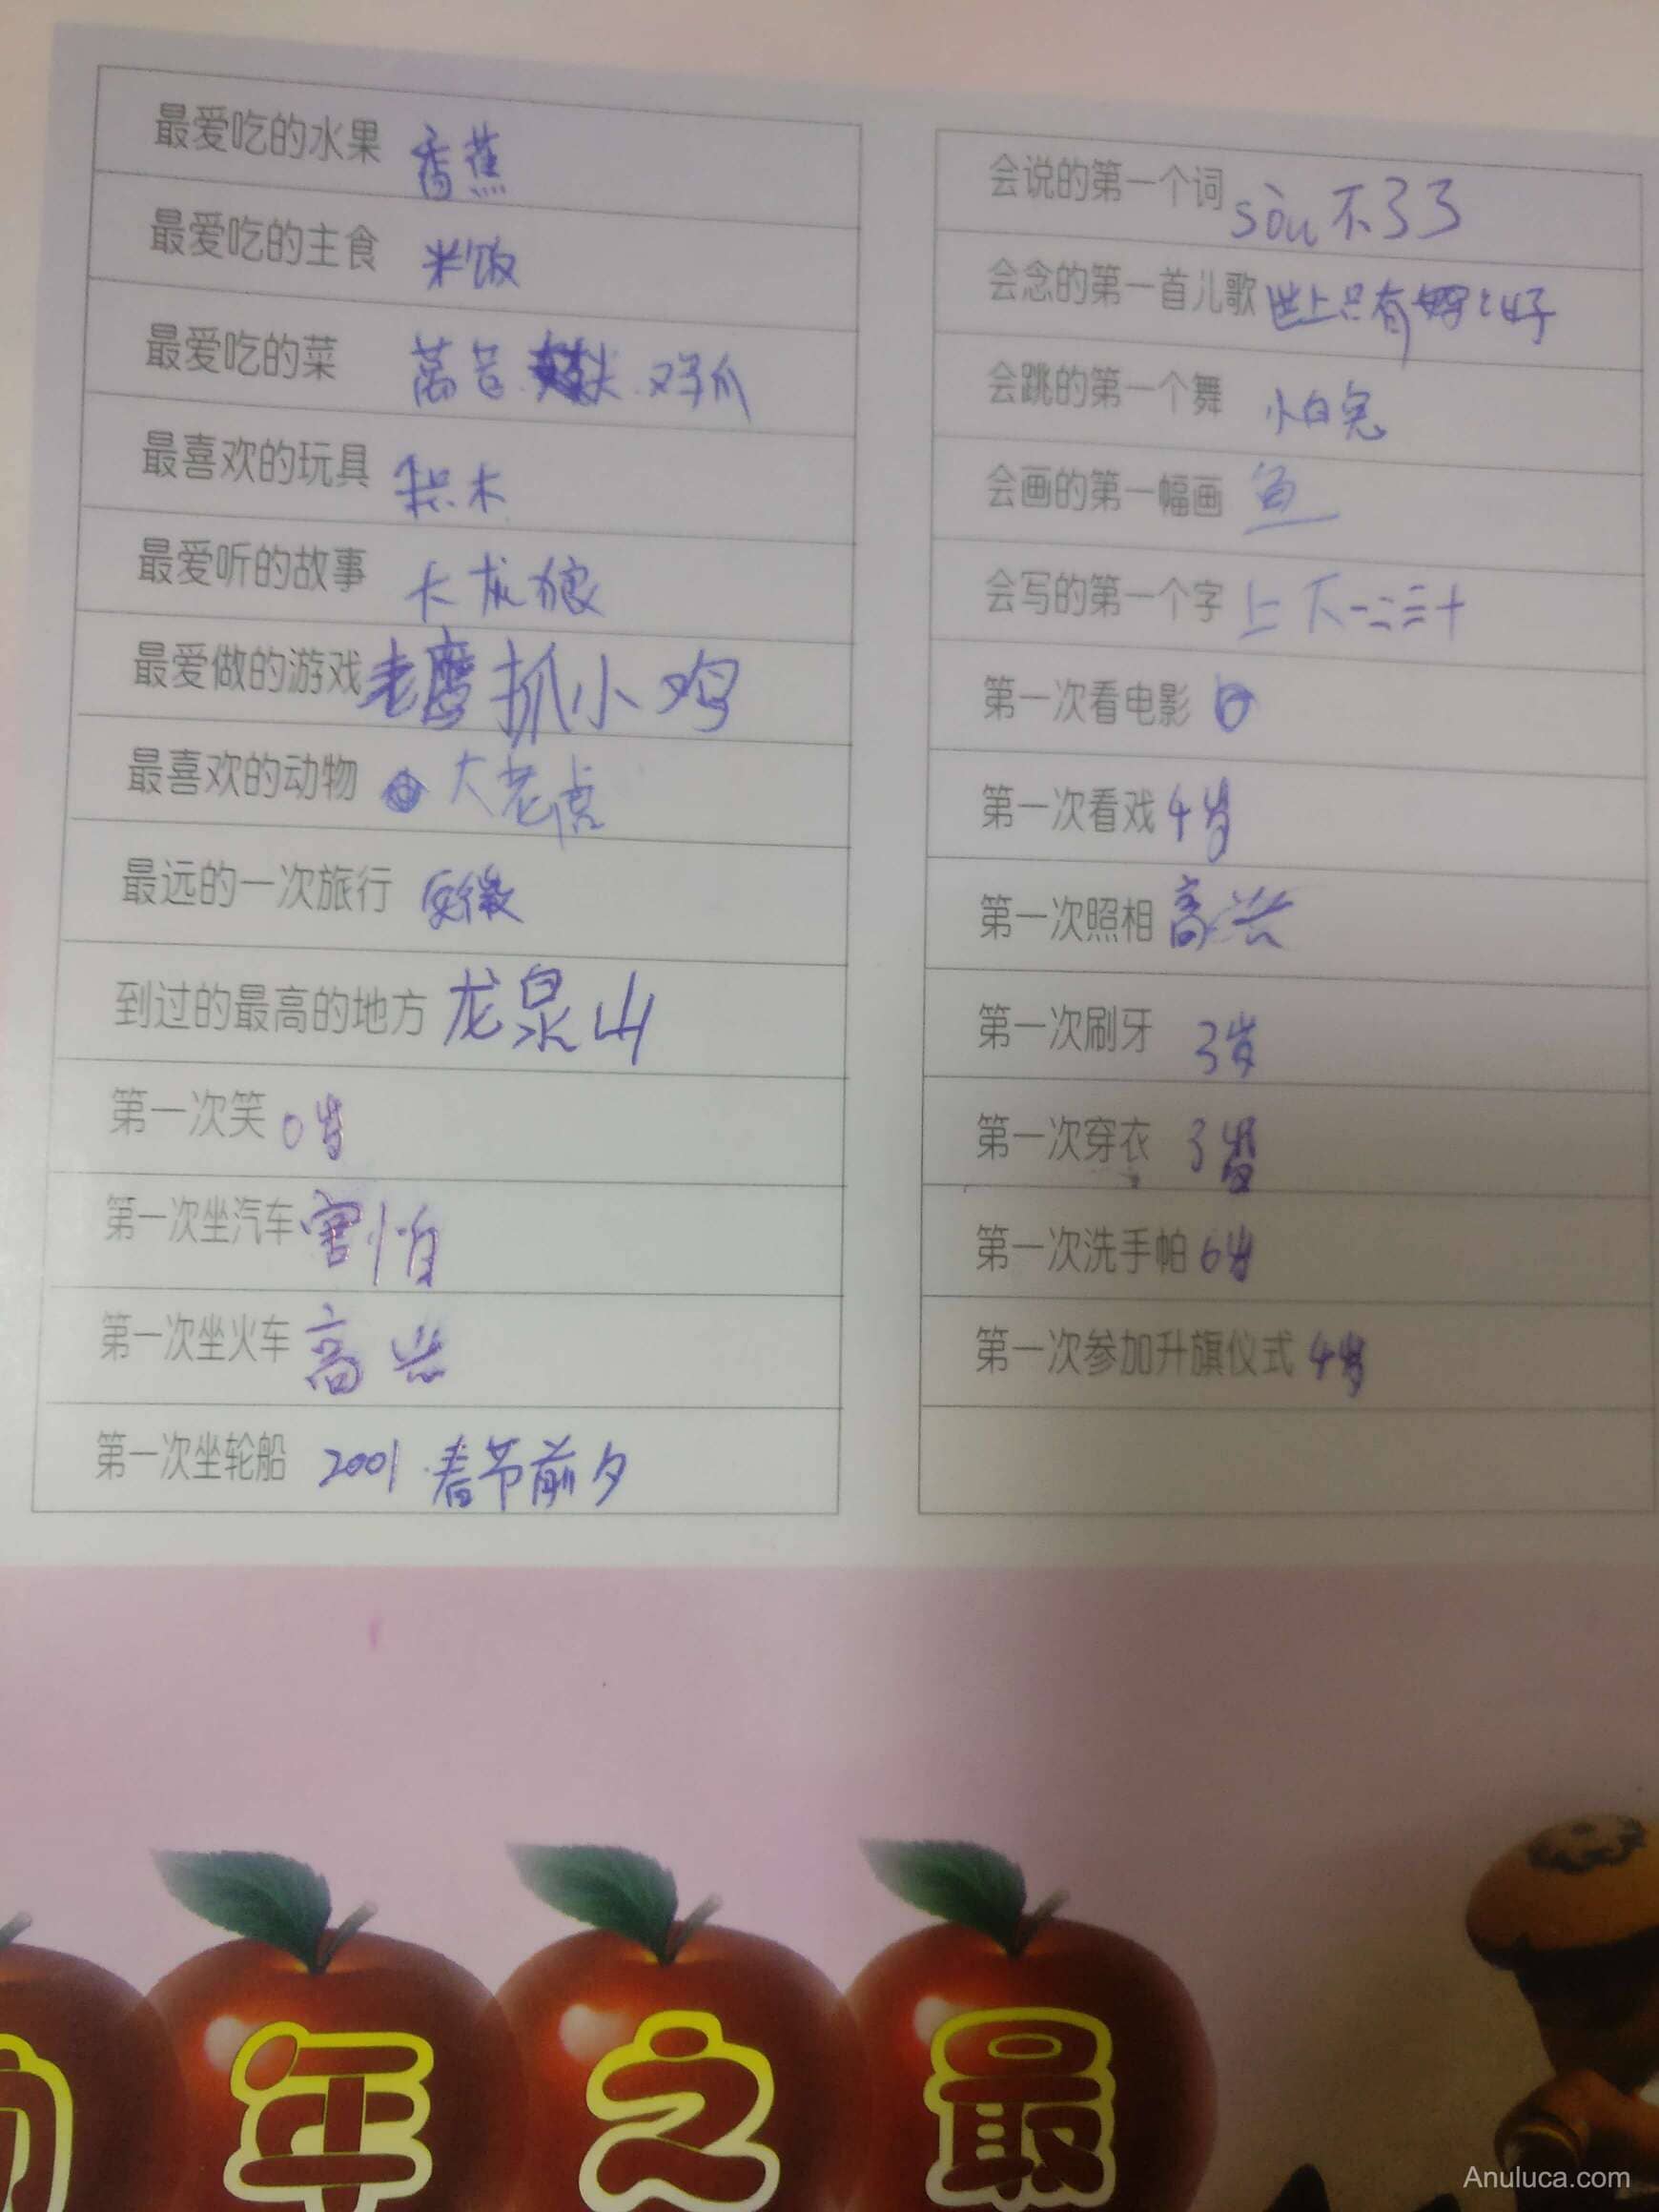 最爱吃的水果 香蕉
最爱吃的主食 米饭
最爱吃的菜 莴苣 鸡爪
最喜欢的玩具 积木
最爱听的故事 大灰狼
最爱做的游戏 老鹰抓小鸡
最喜欢的动物 大老虎
最远的一次旅行 安徽
到过的最高的地方 龙泉山
第一次笑 0岁
第一次坐汽车 害怕
第一次坐火车 高兴
第一次坐轮船 2001.春节前夕
会说的第一个词 sòu不了了
会念的第一首儿歌 世上只有妈妈好
会跳的第一个舞 小白兔
会画的第一幅画 鱼
会写的第一个字 上下一二三十
第一次看电影
第一次看戏 4岁
第一次照相 高兴
第一次刷牙 3岁
第一次穿衣 3岁
第一次洗手帕 6岁
第一次参加升旗仪式 4岁
年之最
Anuluca.com